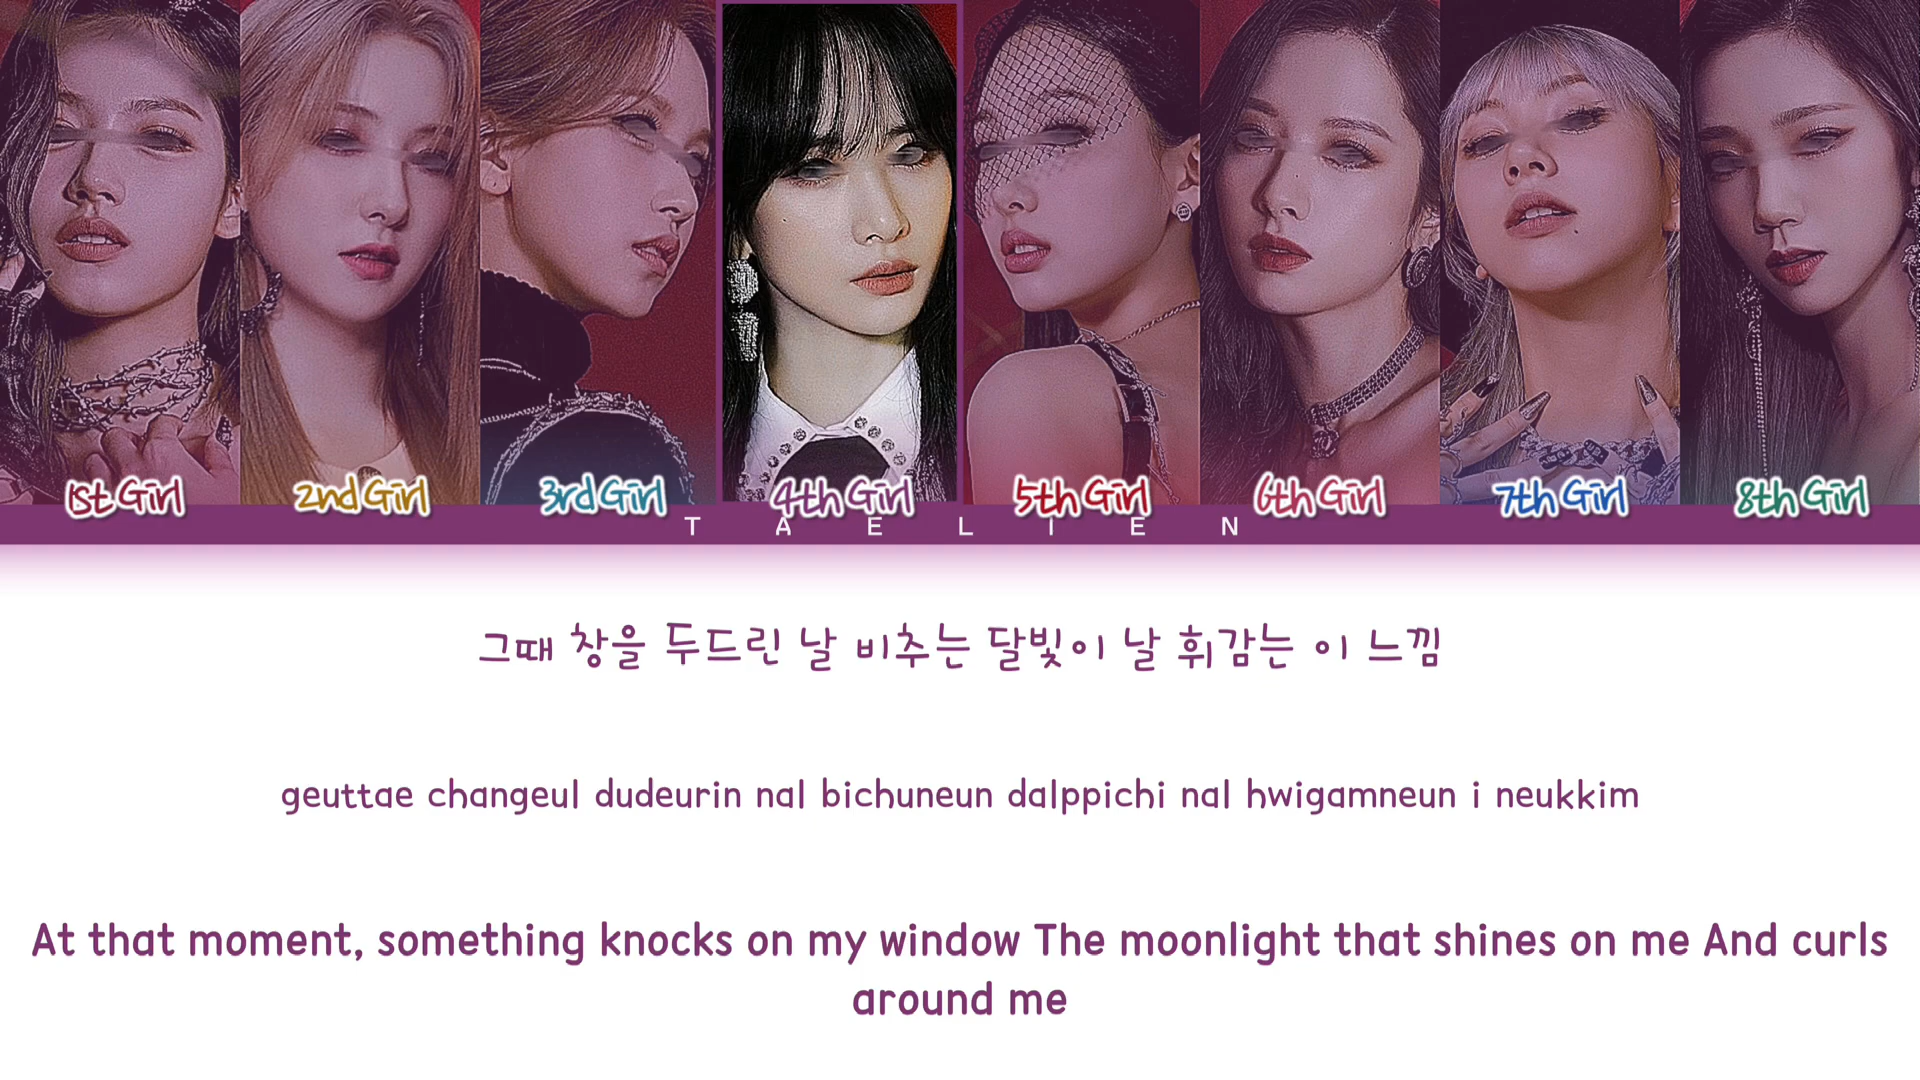 1st Girl 2nd Girl 3rd Girl 4th Girl 5th Girl 6th Girl 7th Girl 8th Girl
TAELIEN
그때 창을 두드린 날 비추는 달빛이 날 휘감는 이 느낌
geuttae changeul dudeurin nal bichuneun dalppichi nal hwigamneun i neukkim
At that moment, something knocks on my window The moonlight that shines on me And curls
around me